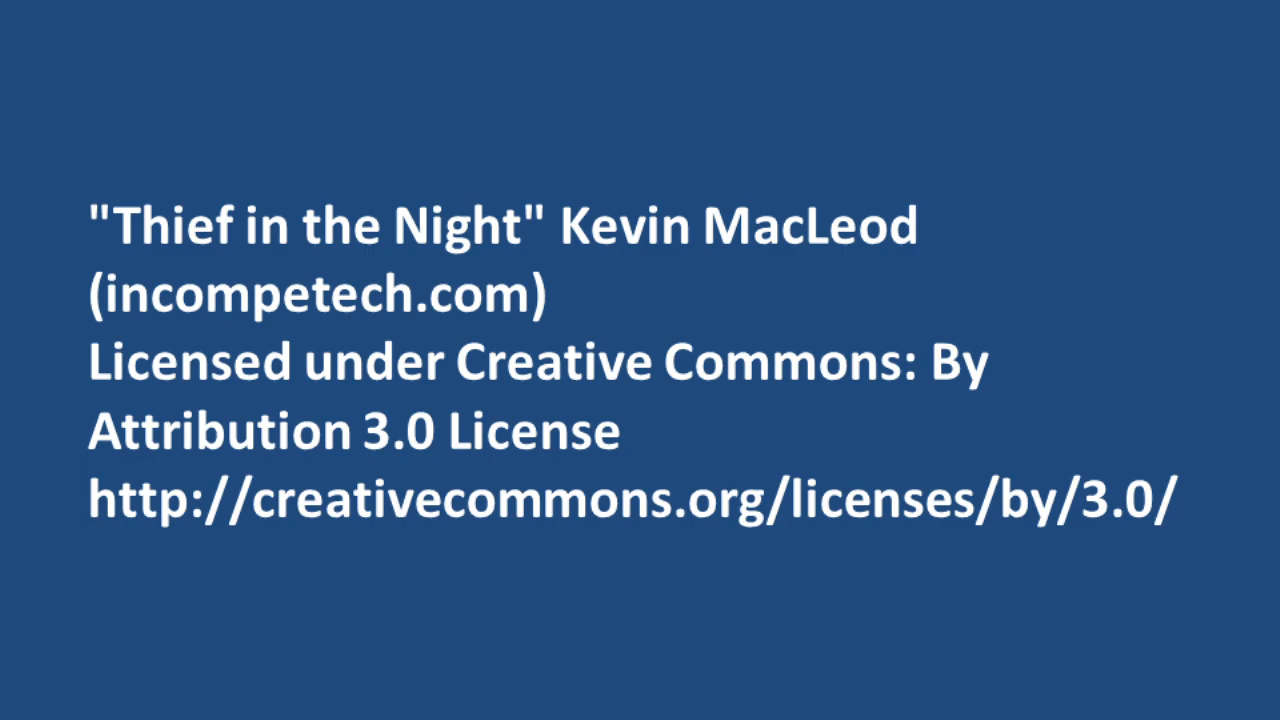 "Thief in the Night" Kevin MacLeod
(incompetech.com)
Licensed under Creative Commons: By
Attribution 3.0 License
http://creativecommons.org/licenses/by/3.0/